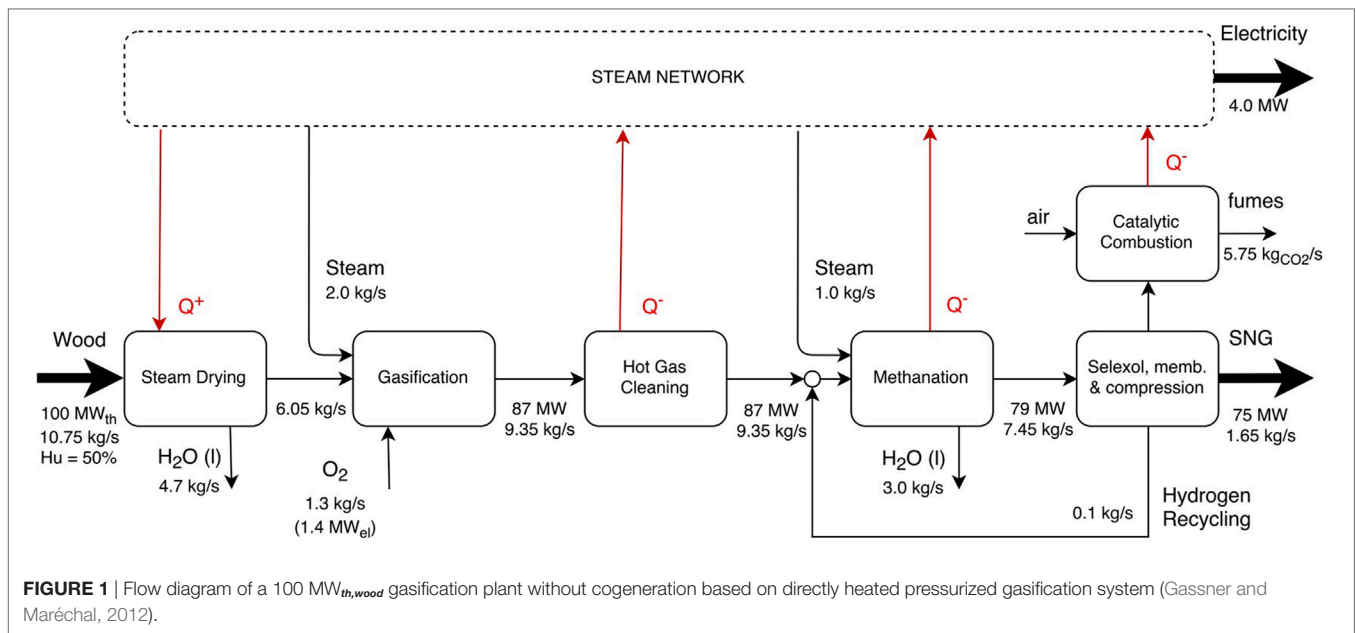 Electricity
STEAM NETWORK
4.0 MW
Q-
fumes
air
Catalytic
Combustion
5.75 kgCO2/s
Steam
2.0 kg/s
Steam
1.0 kg/s
Q+
Q-
Q-
Wood
SNG
Steam Drying
Gasification
Hot Gas
Cleaning
Methanation
Selexol, memb.
& compression
100 MWth
10.75 kg/s
Hu = 50%
6.05 kg/s
87 MW
9.35 kg/s
87 MW
9.35 kg/s
79 MW
7.45 kg/s
75 MW
1.65 kg/s
H2O (l)
4.7 kg/s
O2
1.3 kg/s
(1.4 MWel)
H2O (l)
3.0 kg/s
0.1 kg/s
Hydrogen
Recycling
FIGURE 1 | Flow diagram of a 100 MWth,wood gasification plant without cogeneration based on directly heated pressurized gasification system (Gassner and
Maréchal, 2012).